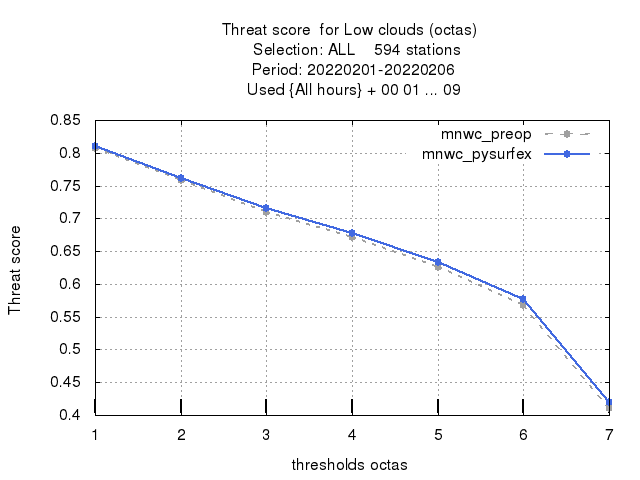 Threat score  for Low clouds (octas)
Selection: ALL    594 stations
Period: 20220201-20220206
Used {All hours} + 00 01 ... 09
mnwc_preop
mnwc_pysurfex
0.85
0.8
0.75
0.7
0.65
0.6
0.55
0.5
0.45
0.4
Threat score
1 2 3 4 5 6 7
thresholds octas